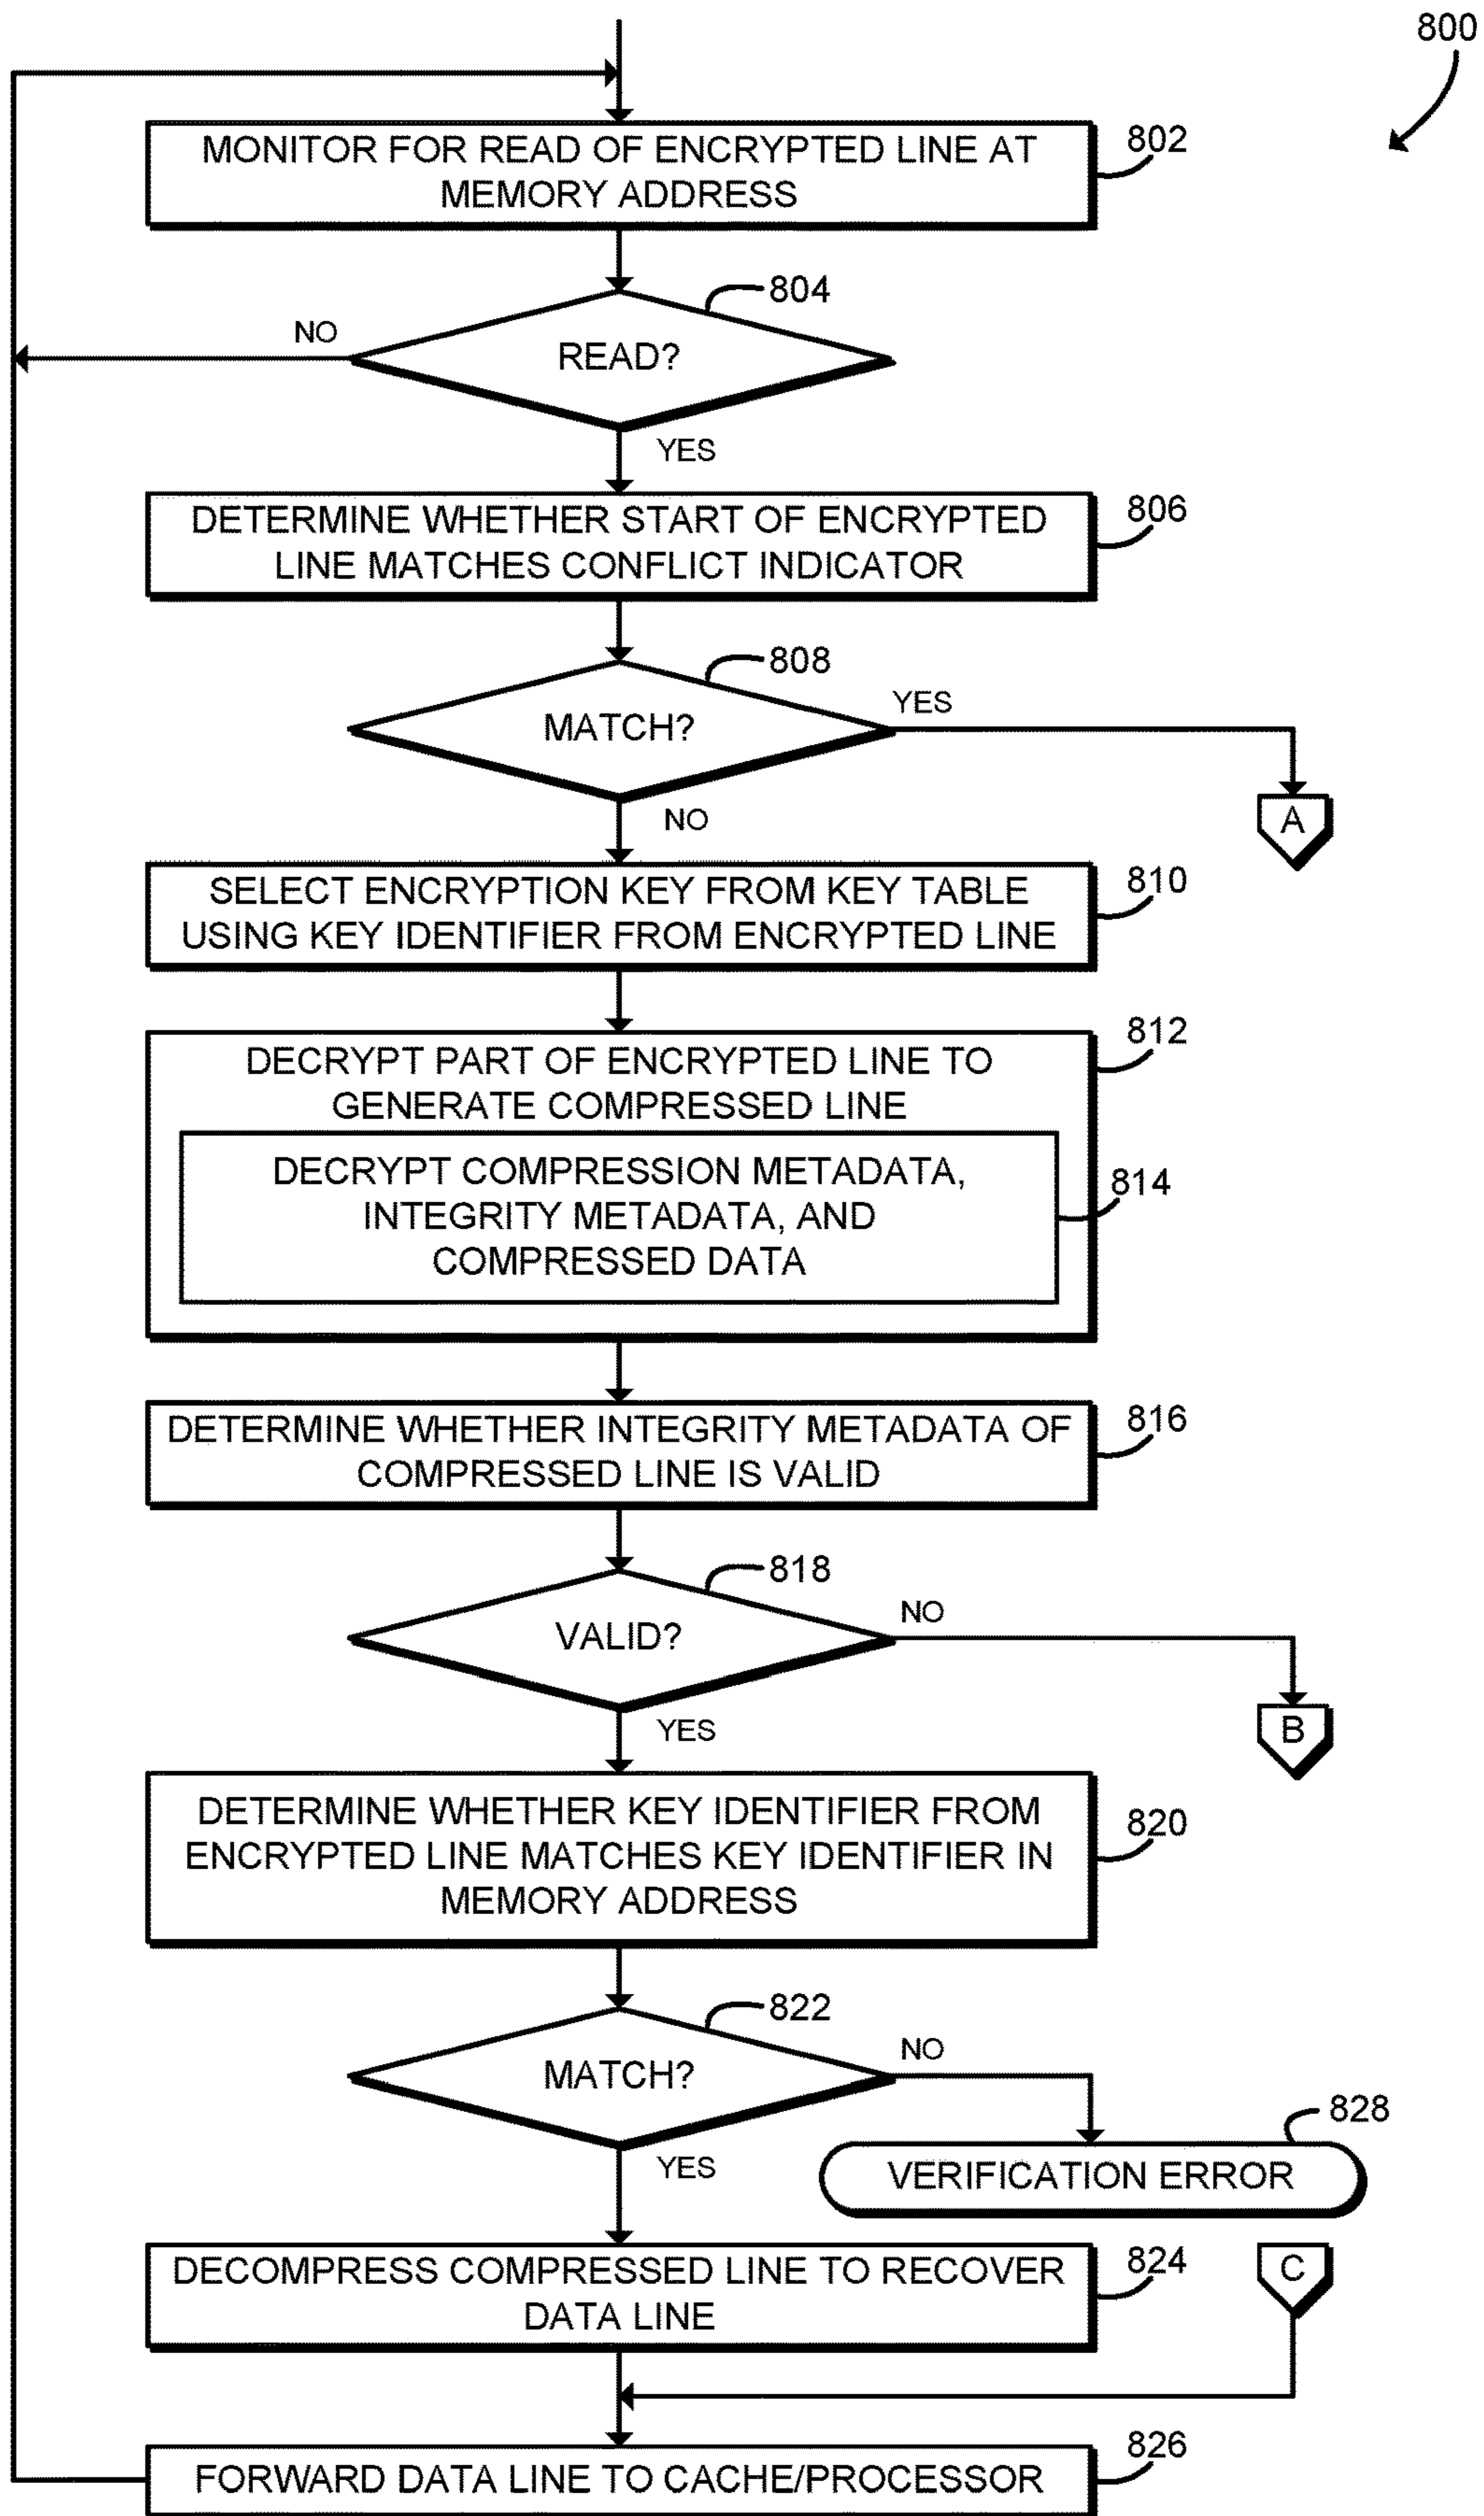 800
MONITOR FOR READ OF ENCRYPTED LINE AT
MEMORY ADDRESS
802
804
NO
READ?
YES
DETERMINE WHETHER START OF ENCRYPTED
LINE MATCHES CONFLICT INDICATOR
806
808
YES
MATCH?
A
NO
SELECT ENCRYPTION KEY FROM KEY TABLE
USING KEY IDENTIFIER FROM ENCRYPTED LINE
810
DECRYPT PART OF ENCRYPTED LINE TO
GENERATE COMPRESSED LINE
812
DECRYPT COMPRESSION METADATA,
INTEGRITY METADATA, AND
COMPRESSED DATA
814
DETERMINE WHETHER INTEGRITY METADATA OF
COMPRESSED LINE IS VALID
816
818
NO
VALID?
B
YES
DETERMINE WHETHER KEY IDENTIFIER FROM
ENCRYPTED LINE MATCHES KEY IDENTIFIER IN
MEMORY ADDRESS
820
822
NO
MATCH?
828
VERIFICATION ERROR
YES
DECOMPRESS COMPRESSED LINE TO RECOVER
DATA LINE
824
C
FORWARD DATA LINE TO CACHE/PROCESSOR
826